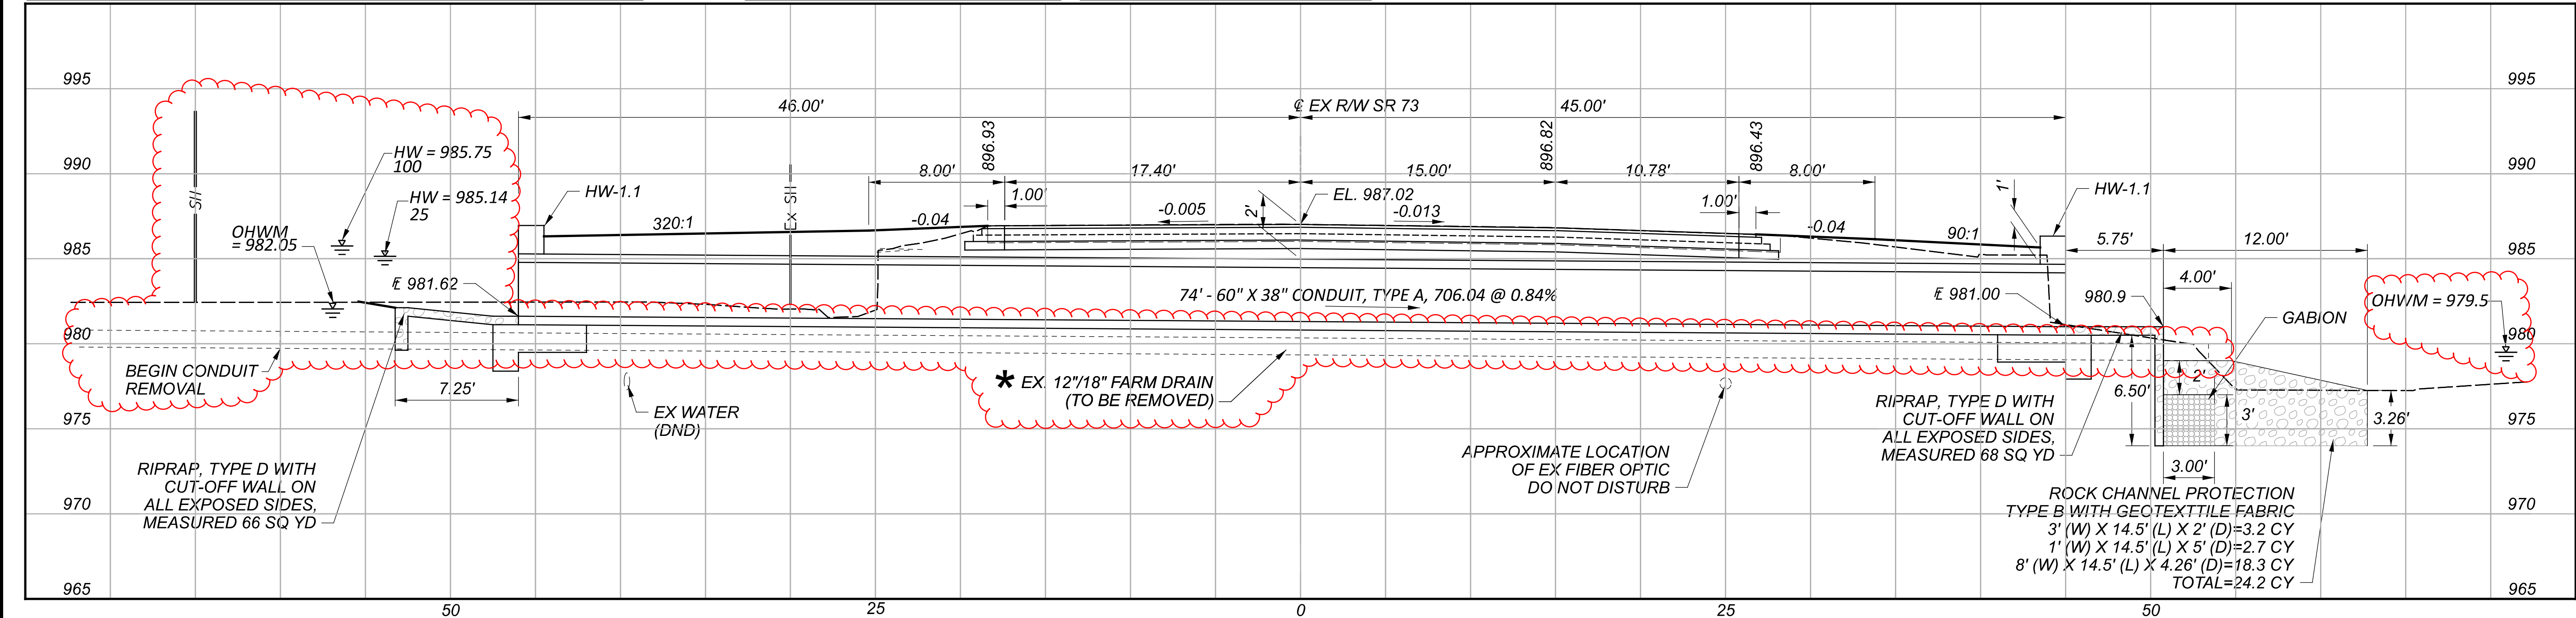 995
990
985
980
975
970
965
995
990
985
980
975
970
965
50
25
0
25
50
S/I
HW = 985.75
100
HW = 985.14
25
OHWM
= 982.05
HW-1.1
46.00'
℄ EX R/W SR 73
45.00'
896.93
896.82
896.43
8.00'
17.40'
15.00'
10.78'
8.00'
1.00'
2'
EL. 987.02
1.00'
1'
HW-1.1
320:1
-0.04
-0.005
-0.013
-0.04
90:1
5.75'
12.00'
4.00'
981.62
74' - 60" X 38" CONDUIT, TYPE A, 706.04 @ 0.84%
981.00
980.9
OHWM = 979.5
GABION
BEGIN CONDUIT
REMOVAL
7.25'
EX WATER
(DND)
* EX. 12"/18" FARM DRAIN
(TO BE REMOVED)
RIPRAP, TYPE D WITH
CUT-OFF WALL ON
ALL EXPOSED SIDES,
MEASURED 66 SQ YD
APPROXIMATE LOCATION
OF EX FIBER OPTIC
DO NOT DISTURB
RIPRAP, TYPE D WITH
CUT-OFF WALL ON
ALL EXPOSED SIDES,
MEASURED 68 SQ YD
6.50'
2'
3'
3.26'
3.00'
ROCK CHANNEL PROTECTION
TYPE B WITH GEOTEXTTILE FABRIC
3' (W) X 14.5' (L) X 2' (D)=3.2 CY
1' (W) X 14.5' (L) X 5' (D)=2.7 CY
8' (W) X 14.5' (L) X 4.26' (D)=18.3 CY
TOTAL=24.2 CY